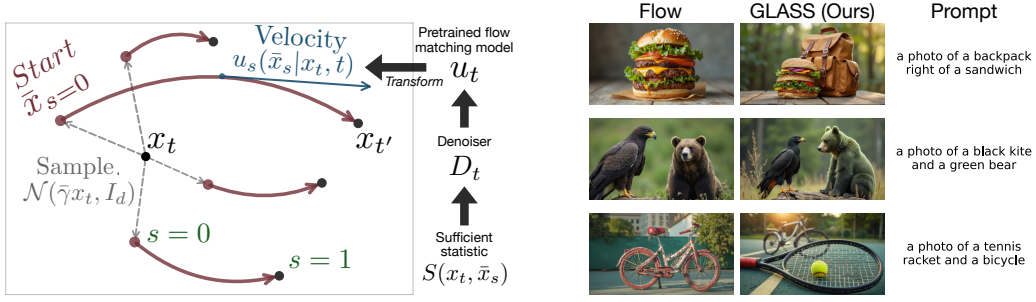 Start
x̄_{s=0}
Velocity
u_s(x̄_s|x_t, t)
x_t
x_{t'}
Sample.
N(γ̄x_t, I_d)
s = 0
s = 1
Pretrained flow
matching model
u_t
Transform
Denoiser
D_t
Sufficient
statistic
S(x_t, x̄_s)
Flow
GLASS (Ours)
Prompt
a photo of a backpack
right of a sandwich
a photo of a black kite
and a green bear
a photo of a tennis
racket and a bicycle